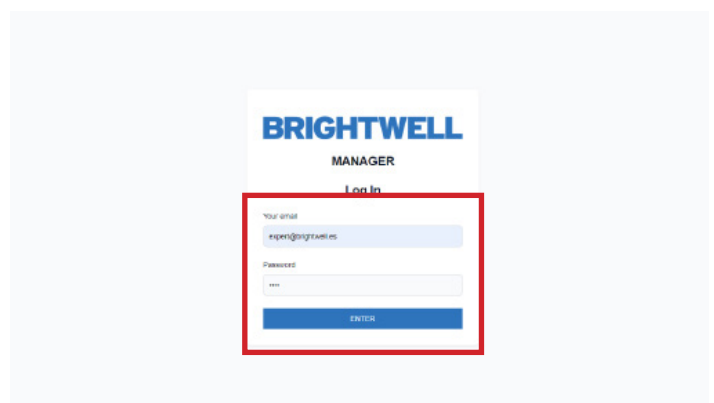 BRIGHTWELL
MANAGER
Log In
Your email
expert@brightwell.es
Password
••••
ENTER